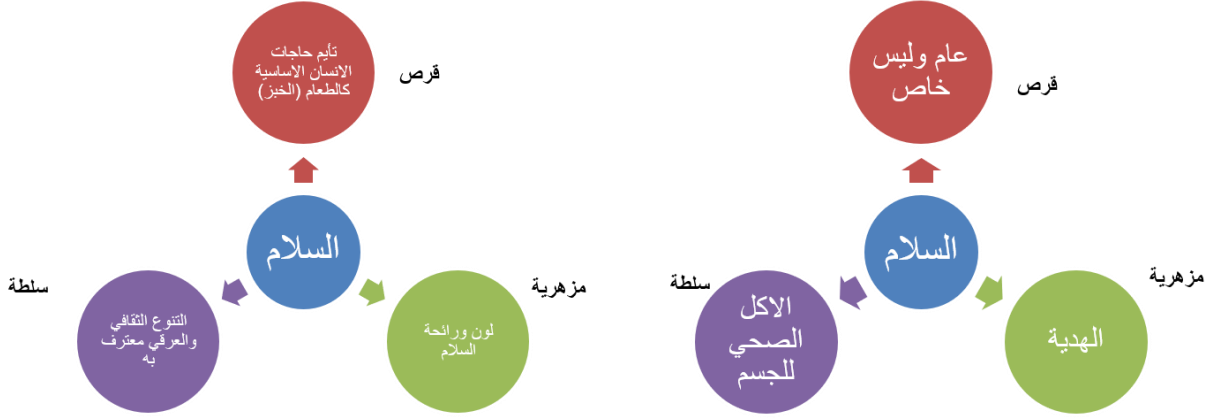 عام وليس
خاص
قرص
السلام
مزهرية
الهدية
سلطة
الاكل
الصحي
للجسم
تأيم حاجات
الانسان الاساسية
كالطعام (الخبز)
قرص
السلام
مزهرية
لون ورائحة
السلام
سلطة
التنوع الثقافي
والعرقي معترف
به